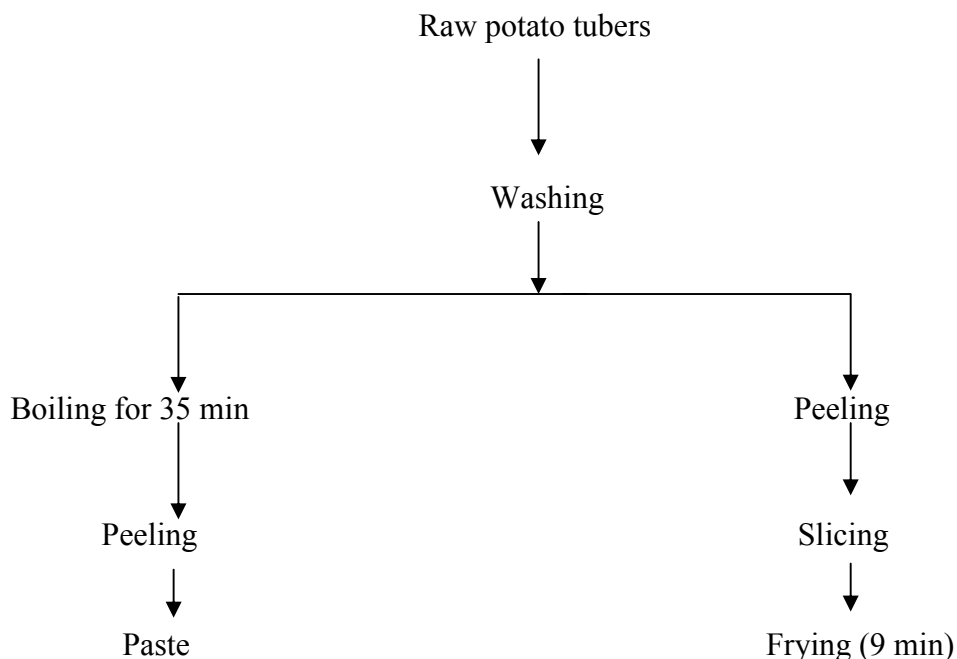 Raw potato tubers
Washing
Boiling for 35 min
Peeling
Peeling
Slicing
Paste
Frying (9 min)